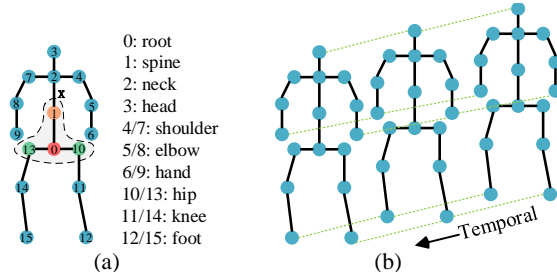 3
7 2 4
x
8 1 5
9 6
13 0 10
14 11
15 12
0: root
1: spine
2: neck
3: head
4/7: shoulder
5/8: elbow
6/9: hand
10/13: hip
11/14: knee
12/15: foot
Temporal
(a)
(b)